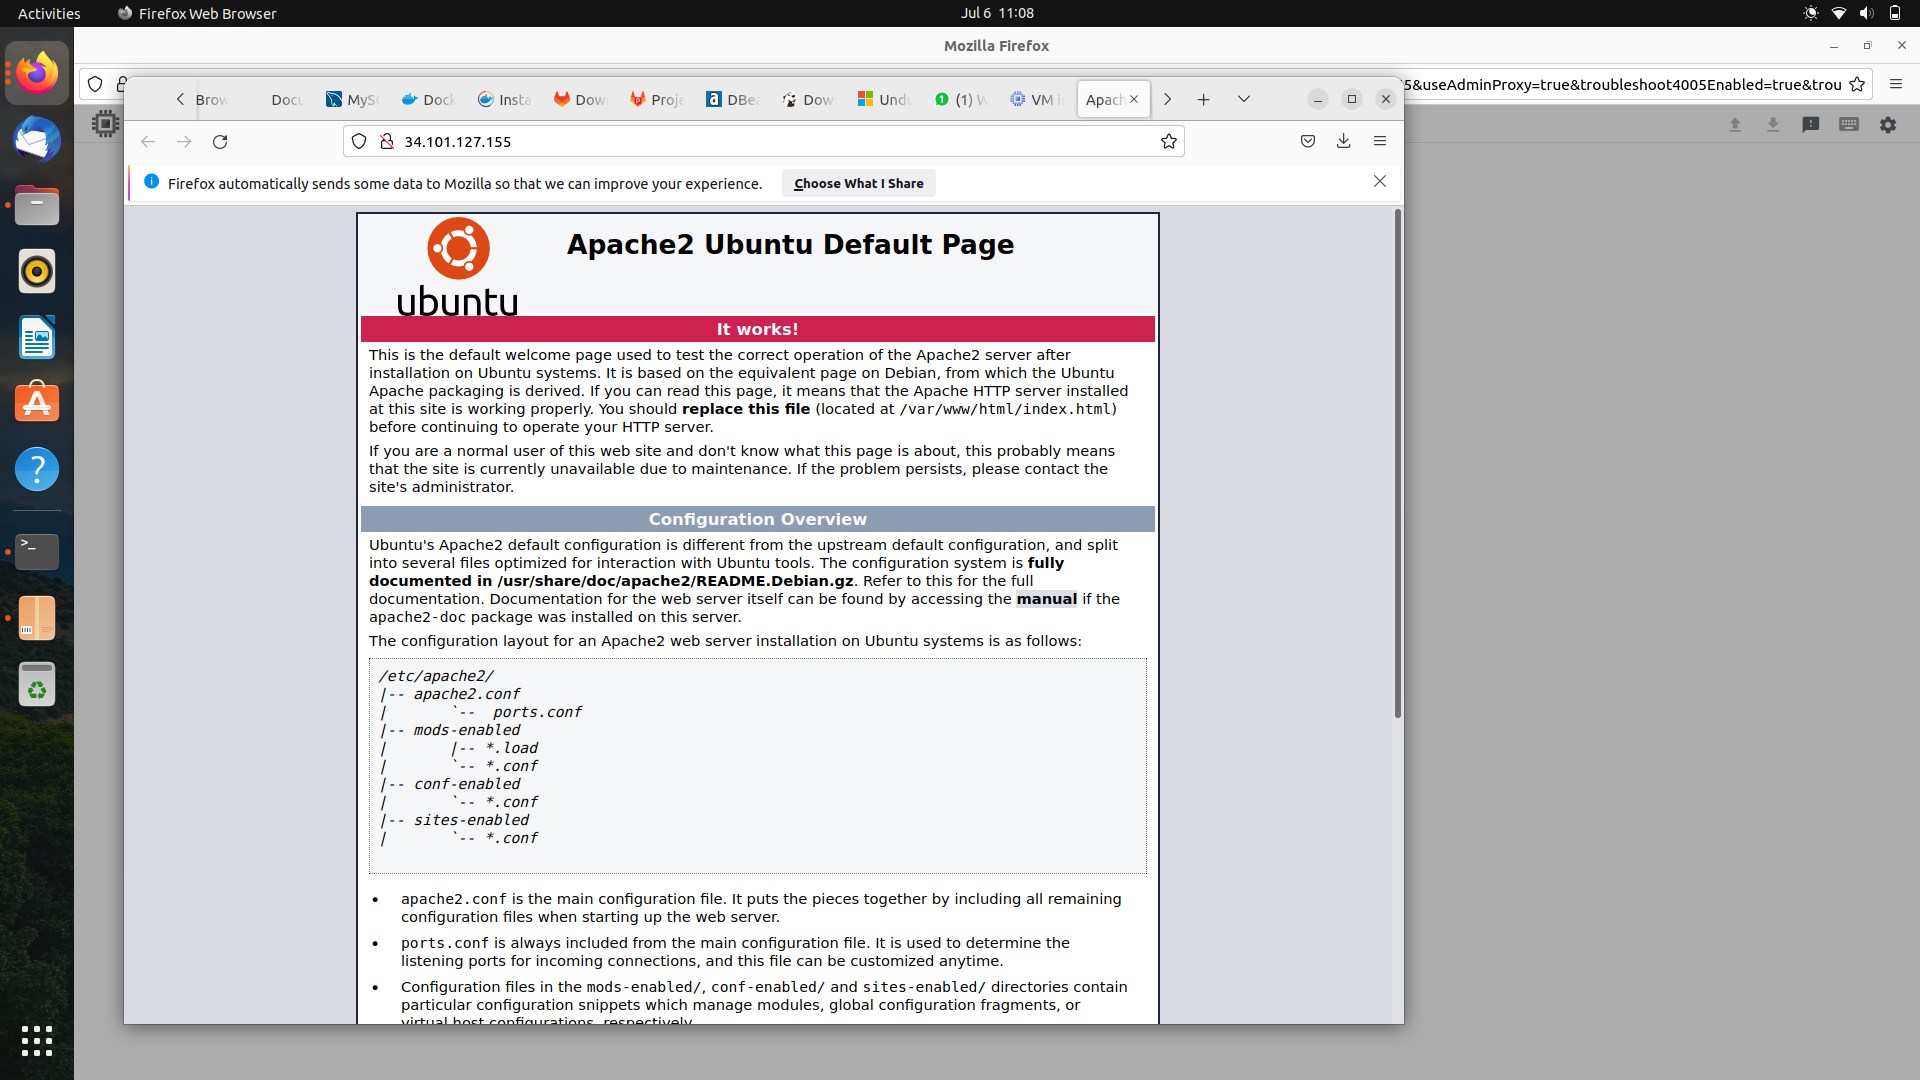 Activities
Firefox Web Browser
Jul 6 11:08
Mozilla Firefox
5&useAdminProxy=true&troubleshoot4005Enabled=true&trou
Brow
Docu
MySC
Dock
Insta
Dow
Proje
DBea
Dow
Undu
(1) W
VM i
Apach
34.101.127.155
Firefox automatically sends some data to Mozilla so that we can improve your experience.
Choose What I Share
ubuntu
Apache2 Ubuntu Default Page
It works!
This is the default welcome page used to test the correct operation of the Apache2 server after
installation on Ubuntu systems. It is based on the equivalent page on Debian, from which the Ubuntu
Apache packaging is derived. If you can read this page, it means that the Apache HTTP server installed
at this site is working properly. You should replace this file (located at /var/www/html/index.html)
before continuing to operate your HTTP server.
If you are a normal user of this web site and don't know what this page is about, this probably means
that the site is currently unavailable due to maintenance. If the problem persists, please contact the
site's administrator.
Configuration Overview
Ubuntu's Apache2 default configuration is different from the upstream default configuration, and split
into several files optimized for interaction with Ubuntu tools. The configuration system is fully
documented in /usr/share/doc/apache2/README.Debian.gz. Refer to this for the full
documentation. Documentation for the web server itself can be found by accessing the manual if the
apache2-doc package was installed on this server.
The configuration layout for an Apache2 web server installation on Ubuntu systems is as follows:
/etc/apache2/
|-- apache2.conf
|       `--  ports.conf
|-- mods-enabled
|       |-- *.load
|       `-- *.conf
|-- conf-enabled
|       `-- *.conf
|-- sites-enabled
|       `-- *.conf
• apache2.conf is the main configuration file. It puts the pieces together by including all remaining
configuration files when starting up the web server.
• ports.conf is always included from the main configuration file. It is used to determine the
listening ports for incoming connections, and this file can be customized anytime.
• Configuration files in the mods-enabled/, conf-enabled/ and sites-enabled/ directories contain
particular configuration snippets which manage modules, global configuration fragments, or
virtual host configurations, respectively.